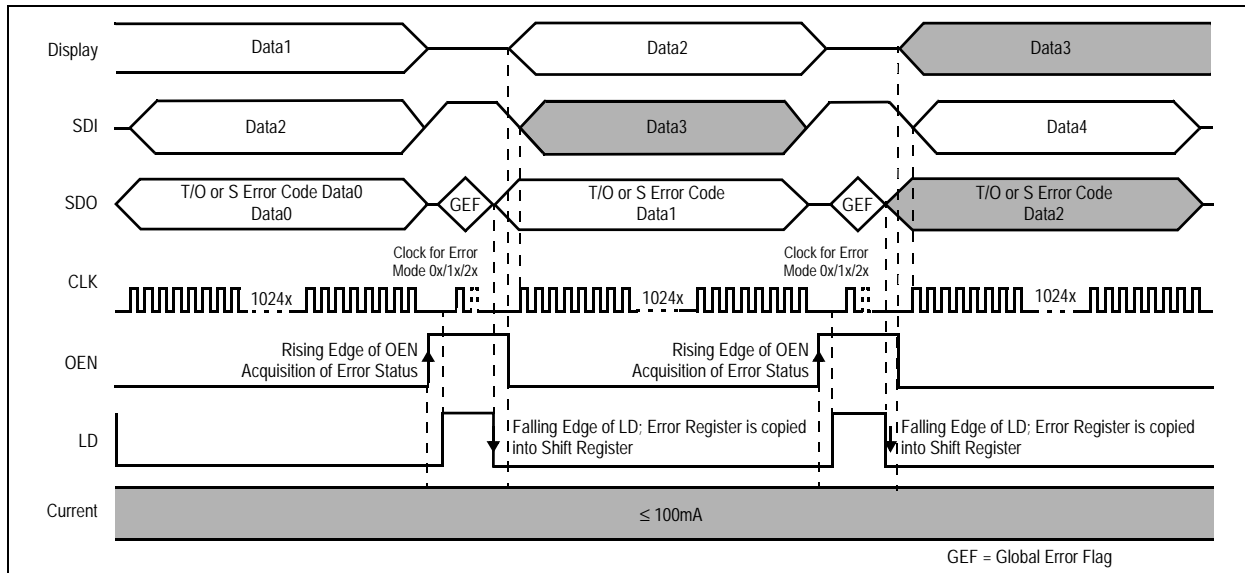 Display
Data1
Data2
Data3
SDI
Data2
Data3
Data4
SDO
T/O or S Error Code Data0
Data0
GEF
T/O or S Error Code
Data1
GEF
T/O or S Error Code
Data2
Clock for Error
Mode 0x/1x/2x
Clock for Error
Mode 0x/1x/2x
CLK
1024x
1024x
1024x
OEN
Rising Edge of OEN
Acquisition of Error Status
Rising Edge of OEN
Acquisition of Error Status
LD
Falling Edge of LD; Error Register is copied
into Shift Register
Falling Edge of LD; Error Register is copied
into Shift Register
Current
≤ 100mA
GEF = Global Error Flag